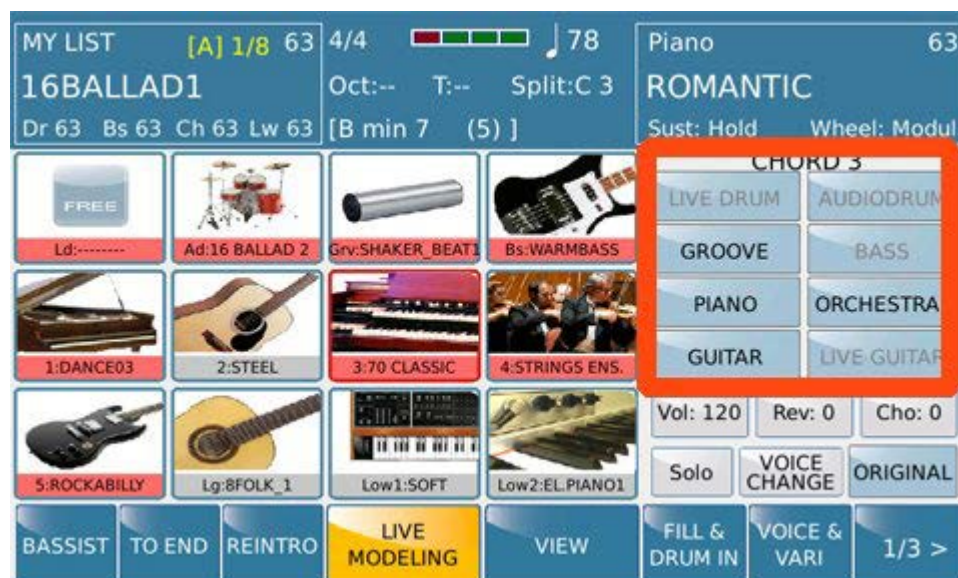 MY LIST [A] 1/8 63
16BALLAD1
Dr 63 Bs 63 Ch 63 Lw 63
4/4 78
Oct:-- T:-- Split:C 3
[B min 7 (5) ]
Piano 63
ROMANTIC
Sust: Hold Wheel: Modul
FREE
Ld:--------
Ad:16 BALLAD 2
Grv:SHAKER_BEAT1
Bs:WARMBASS
1:DANCE03
2:STEEL
3:70 CLASSIC
4:STRINGS ENS.
5:ROCKABILLY
Lg:8FOLK_1
Low1:SOFT
Low2:EL.PIANO1
CHORD 3
LIVE DRUM AUDIODRUM
GROOVE BASS
PIANO ORCHESTRA
GUITAR LIVE GUITAR
Vol: 120 Rev: 0 Cho: 0
Solo VOICE CHANGE ORIGINAL
BASSIST TO END REINTRO LIVE MODELING VIEW FILL & DRUM IN VOICE & VARI 1/3 >